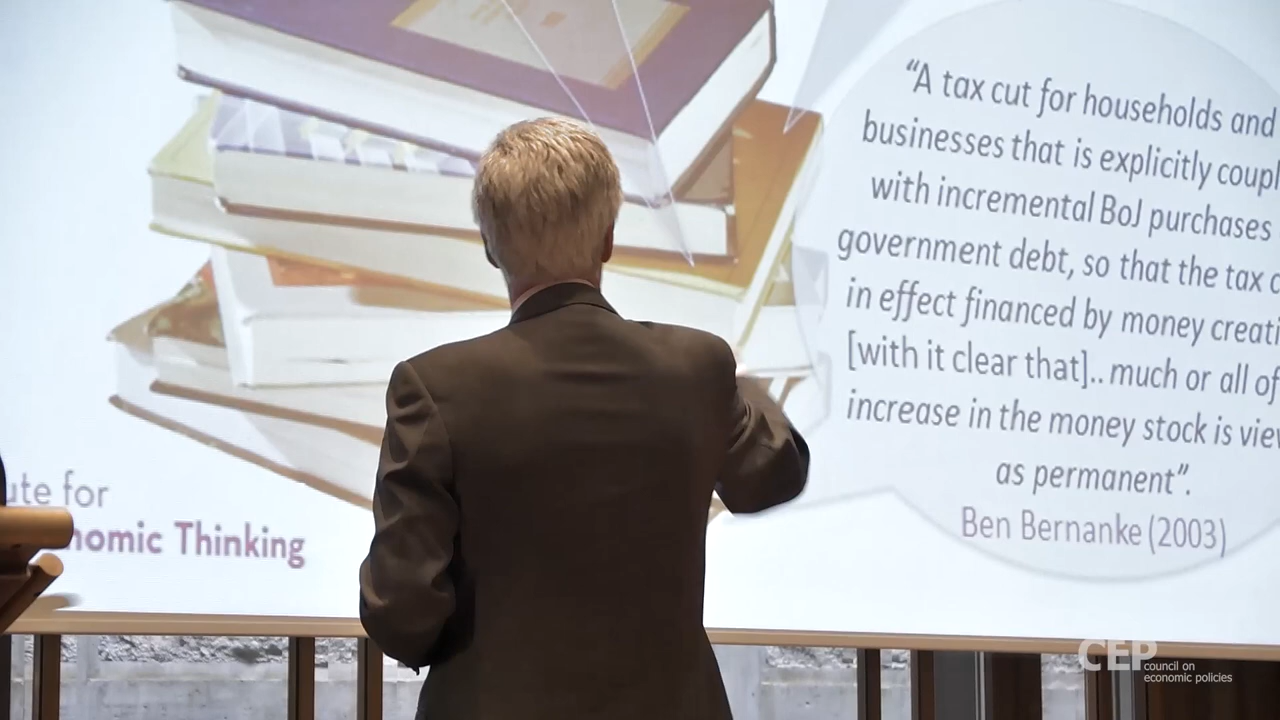 “A tax cut for households and
businesses that is explicitly coupl
with incremental BoJ purchases
government debt, so that the tax c
in effect financed by money creati
[with it clear that].. much or all of
increase in the money stock is view
as permanent”.
Ben Bernanke (2003)
ute for
nomic Thinking
CEP
council on
economic policies